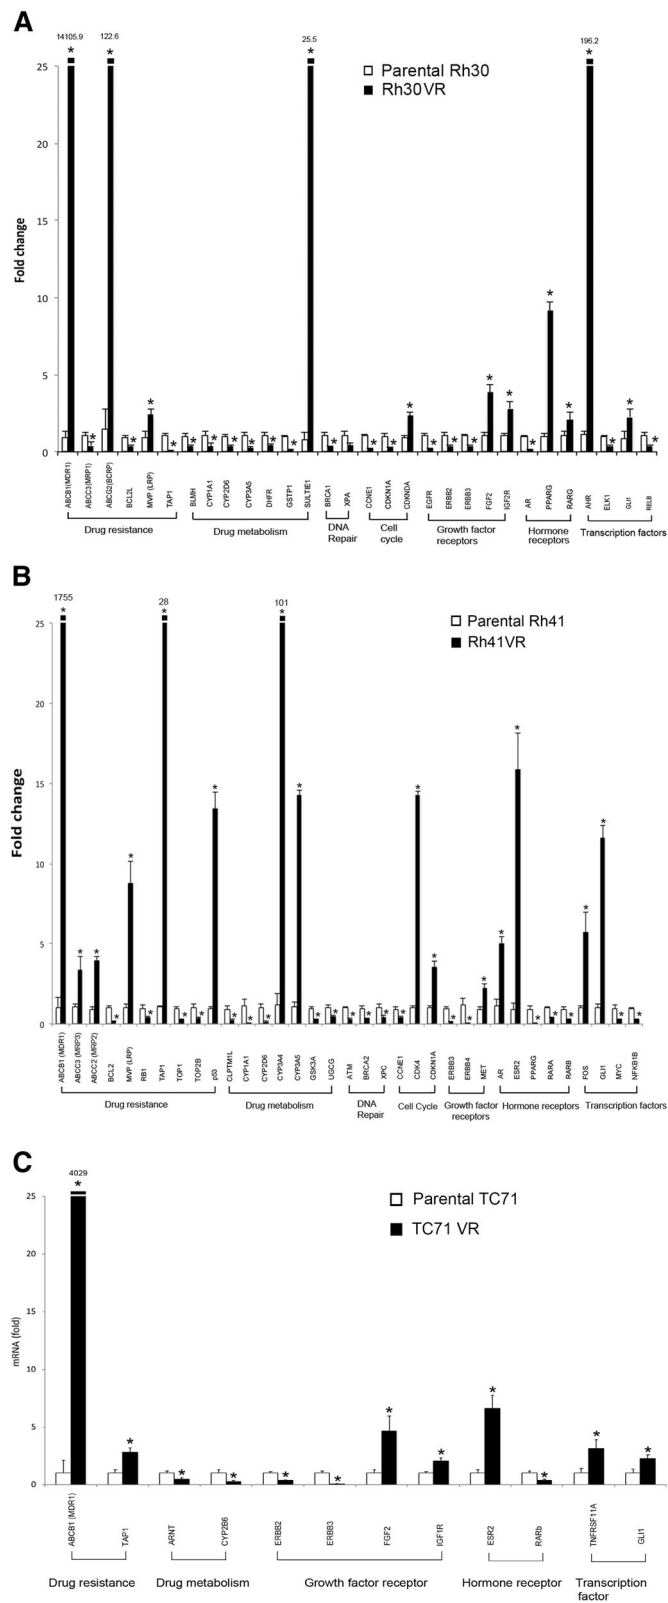 A
14105.9 122.6 25.5 196.2
* * * *
Parental Rh30
Rh30VR
Fold change
25
20
15
10
5
0
ABCB1(MDR1)
ABCC3(MRP1)
ABCG2(BCRP)
BCL2L
MVP (LRP)
TAP1
BLMH
CYP1A1
CYP2D6
CYP3A5
DHFR
GSTP1
SULTIE1
BRCA1
XPA
CCNE1
CDKN1A
CDKNDA
EGFR
ERBB2
ERBB3
FGF2
IGF2R
AR
PPARG
RARG
AHR
ELK1
GLI1
RELB
Drug resistance
Drug metabolism
DNA
Repair
Cell
cycle
Growth factor
receptors
Hormone
receptors
Transcription factors
B
1755 28 101
* * *
Parental Rh41
Rh41VR
Fold change
25
20
15
10
5
0
ABCB1 (MDR1)
ABCC3 (MRP3)
ABCC2 (MRP2)
BCL2
MVP (LRP)
RB1
TAP1
TOP1
TOP2B
p53
CLPTM1L
CYP1A1
CYP2D6
CYP3A4
CYP3A5
GSK3A
UGCG
ATM
BRCA2
XPC
CCNE1
CDK4
CDKN1A
ERBB3
ERBB4
MET
AR
ESR2
PPARG
RARA
RARB
FOS
GLI1
MYC
NFKB1B
Drug resistance
Drug metabolism
DNA
Repair
Cell Cycle
Growth factor
receptors
Hormone receptors
Transcription factors
C
4029
*
Parental TC71
TC71 VR
mRNA (fold)
25
20
15
10
5
0
ABCB1 (MDR1)
TAP1
ARNT
CYP2B6
ERBB2
ERBB3
FGF2
IGF1R
ESR2
RARb
TNFRSF11A
GLI1
Drug resistance
Drug metabolism
Growth factor receptor
Hormone receptor
Transcription
factor